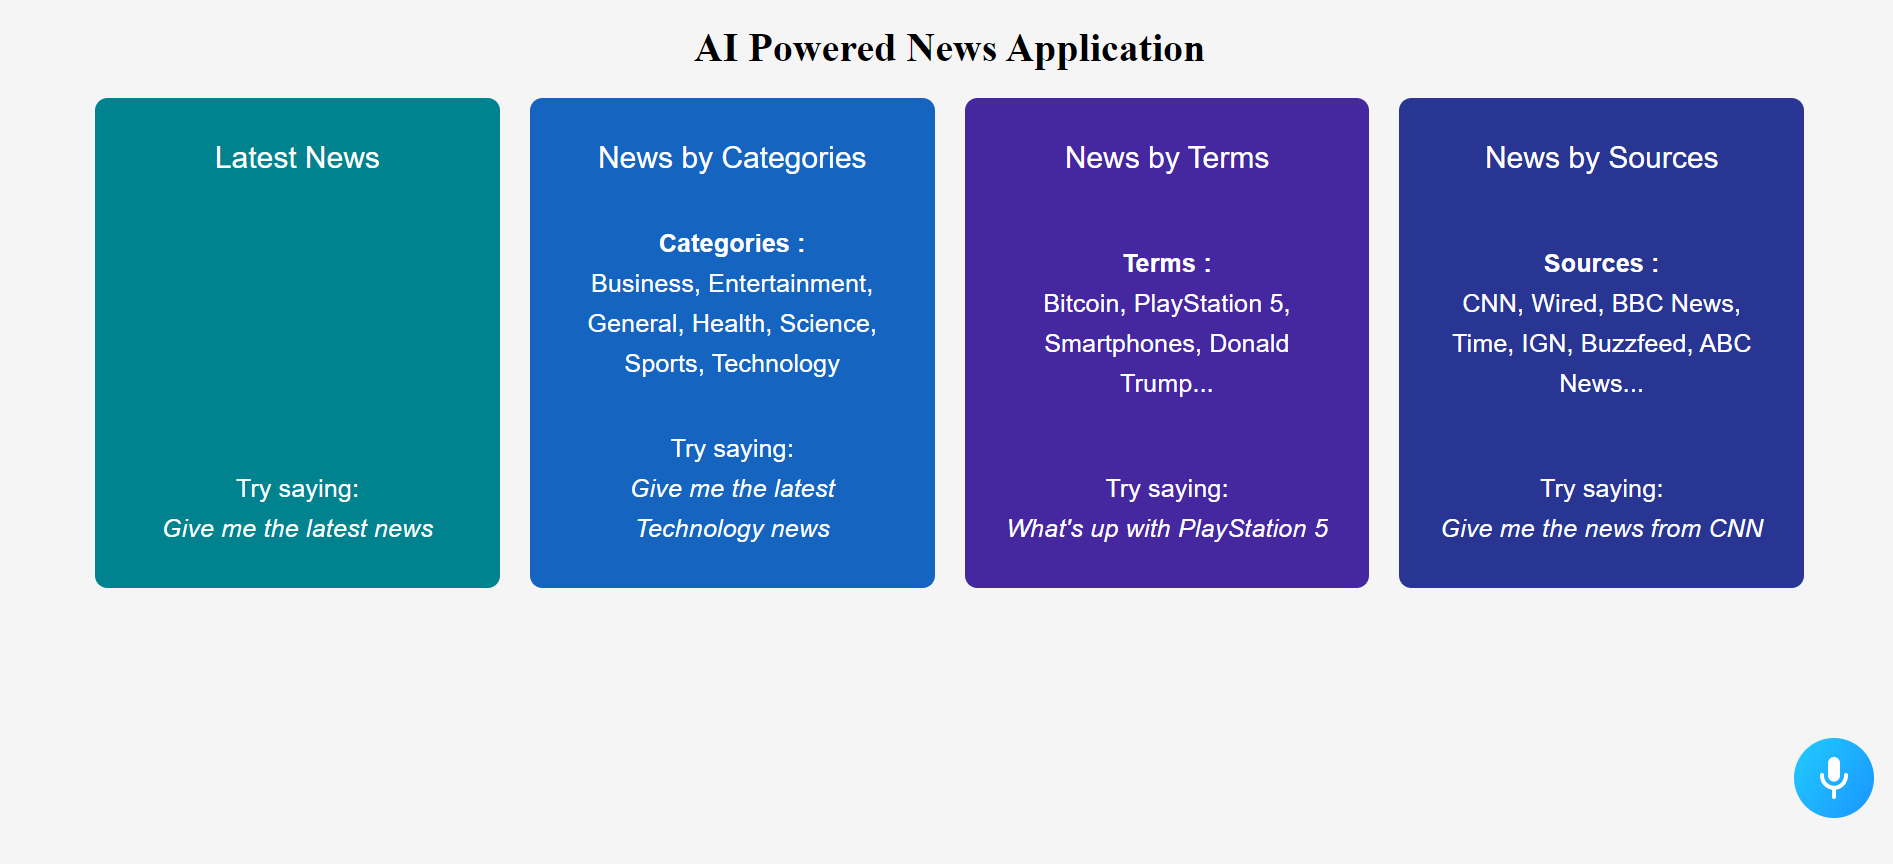 AI Powered News Application
Latest News
Try saying:
Give me the latest news
News by Categories
Categories :
Business, Entertainment,
General, Health, Science,
Sports, Technology
Try saying:
Give me the latest
Technology news
News by Terms
Terms :
Bitcoin, PlayStation 5,
Smartphones, Donald
Trump...
Try saying:
What's up with PlayStation 5
News by Sources
Sources :
CNN, Wired, BBC News,
Time, IGN, Buzzfeed, ABC
News...
Try saying:
Give me the news from CNN